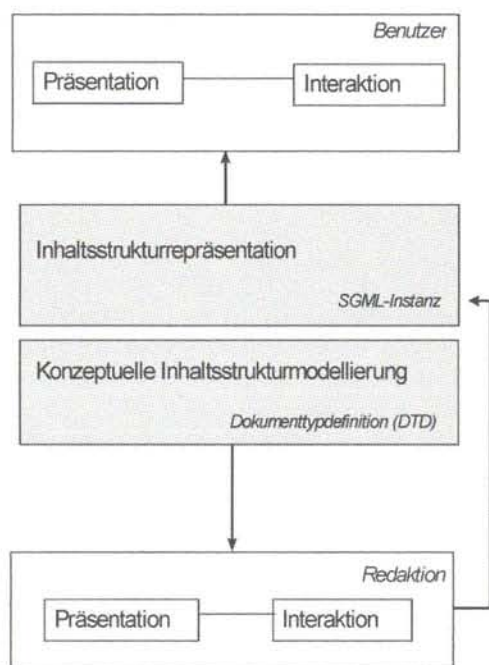 Benutzer
Präsentation
Interaktion
Inhaltsstrukturrepräsentation
SGML-Instanz
Konzeptuelle Inhaltsstrukturmodellierung
Dokumenttypdefinition (DTD)
Redaktion
Präsentation
Interaktion